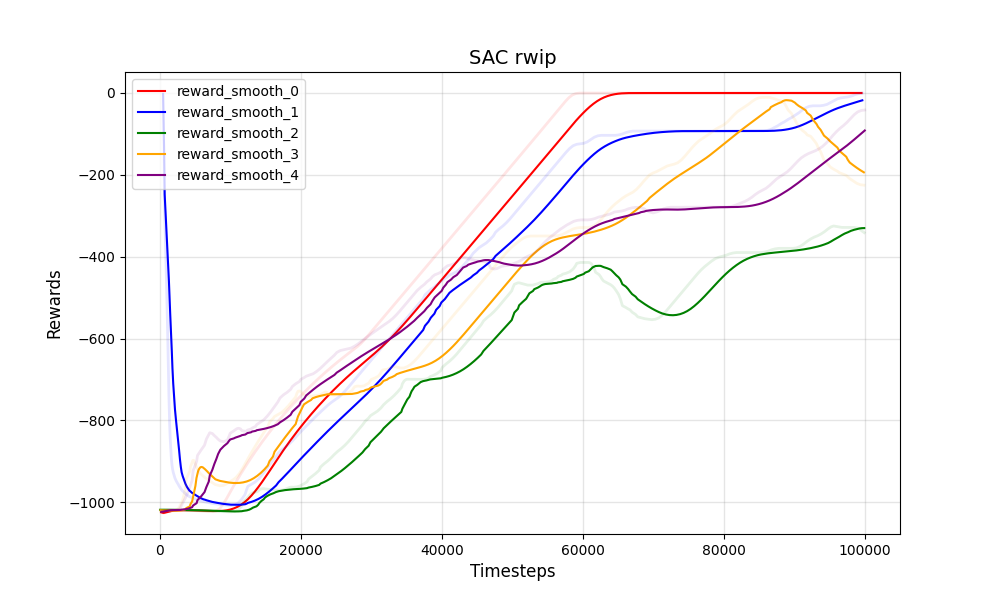 SAC rwip
reward_smooth_0
reward_smooth_1
reward_smooth_2
reward_smooth_3
reward_smooth_4
0
−200
−400
−600
−800
−1000
Rewards
0 20000 40000 60000 80000 100000
Timesteps